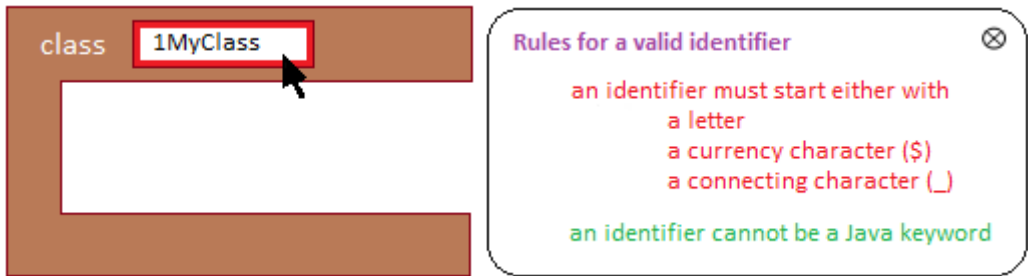 class 1MyClass
Rules for a valid identifier
an identifier must start either with
a letter
a currency character ($)
a connecting character (_)
an identifier cannot be a Java keyword